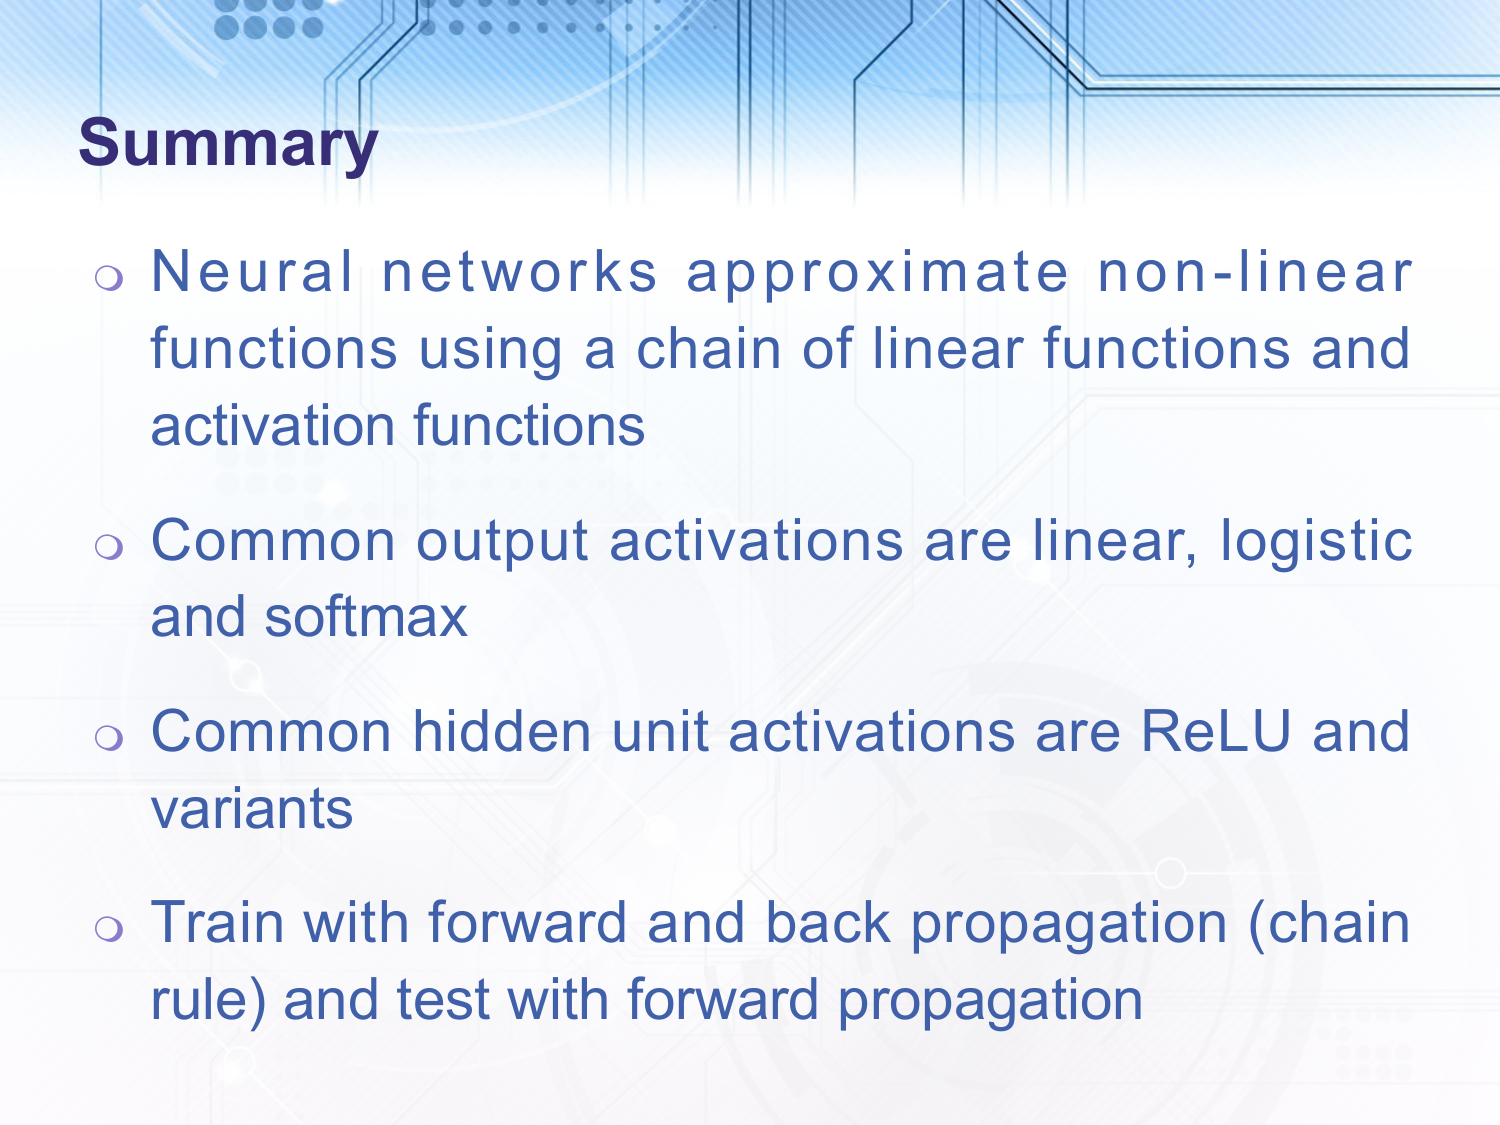 Summary
Neural networks approximate non-linear
functions using a chain of linear functions and
activation functions
Common output activations are linear, logistic
and softmax
Common hidden unit activations are ReLU and
variants
Train with forward and back propagation (chain
rule) and test with forward propagation